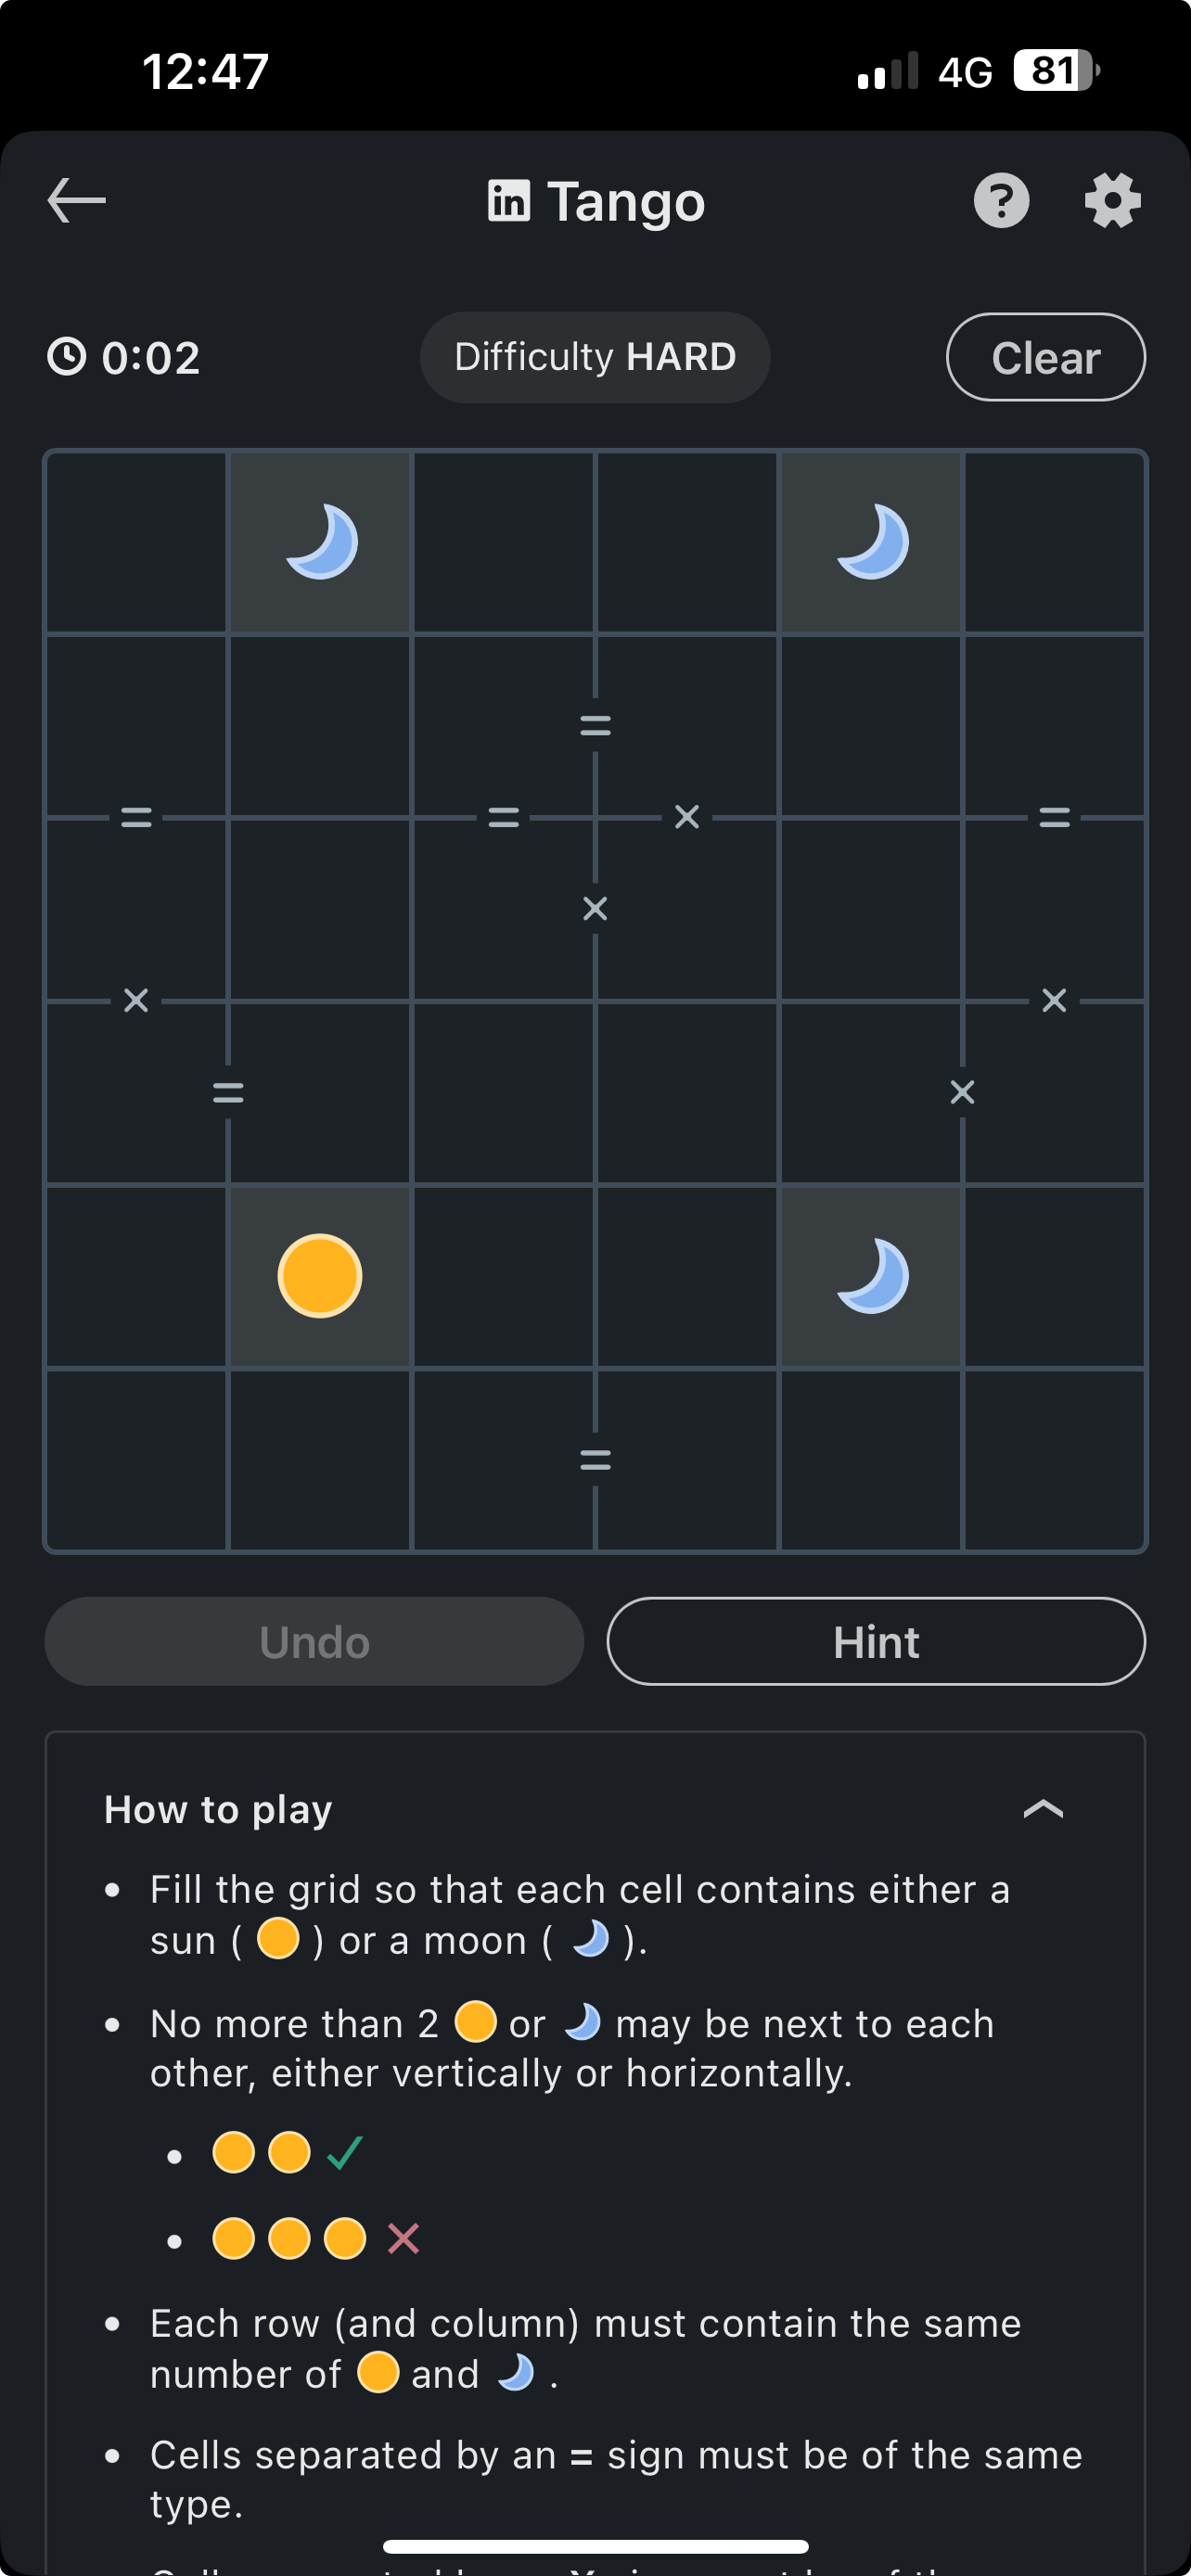 12:47
4G 81
in Tango
?
0:02
Difficulty HARD
Clear
=
= = × =
×
× ×
= ×
=
Undo
Hint
How to play
• Fill the grid so that each cell contains either a
sun ( ) or a moon ( ).
• No more than 2 or may be next to each
other, either vertically or horizontally.
• Each row (and column) must contain the same
number of and .
• Cells separated by an = sign must be of the same
type.